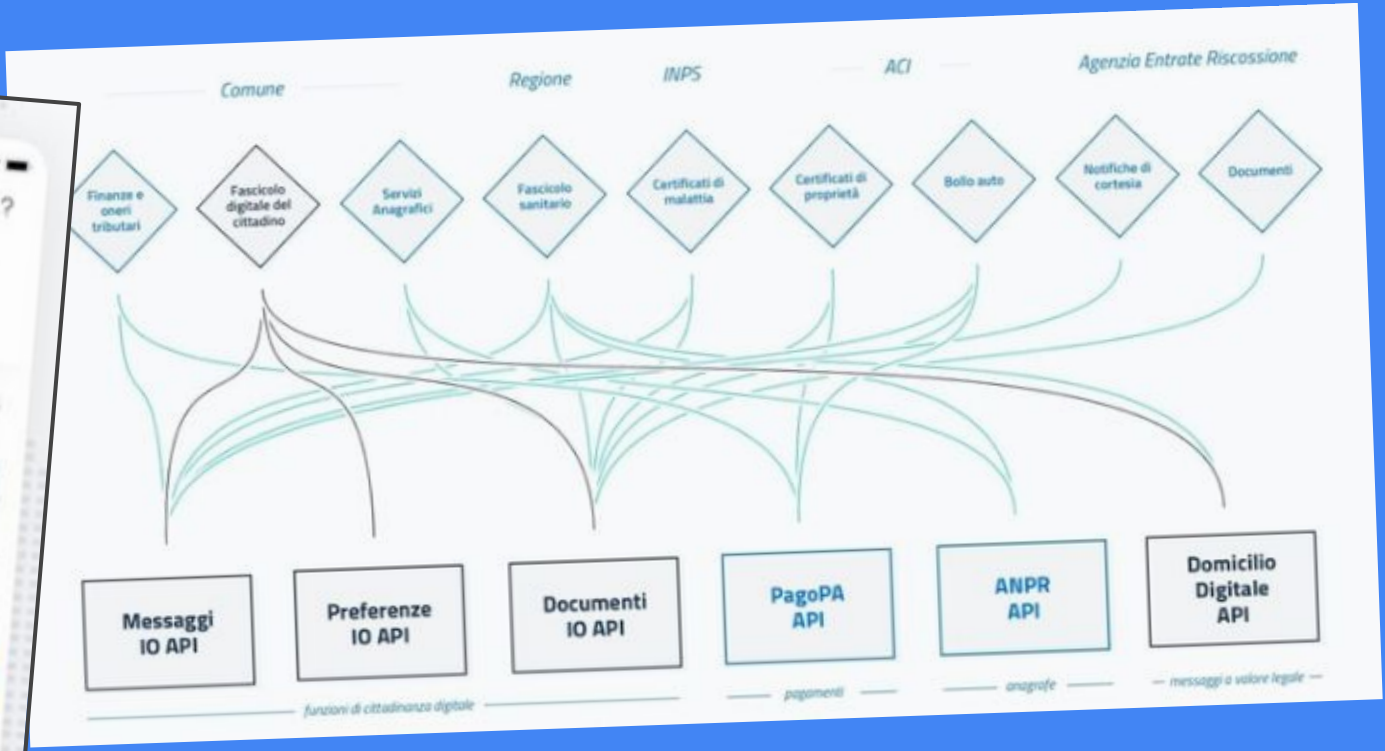 Comune
Regione
INPS
ACI
Agenzia Entrate Riscossione
?
Finanze e
oneri
tributari
Fascicolo
digitale del
cittadino
Servizi
Anagrafici
Fascicolo
sanitario
Certificati di
malattia
Certificati di
proprietà
Bollo auto
Notifiche di
cortesia
Documenti
Messaggi
IO API
Preferenze
IO API
Documenti
IO API
PagoPA
API
ANPR
API
Domicilio
Digitale
API
funzioni di cittadinanza digitale
pagamenti
anagrafe
messaggi a valore legale